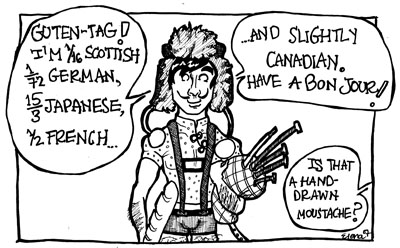 GUTEN-TAG!
I'M 1/16 SCOTTISH
1/72 GERMAN,
15/3 JAPANESE,
1/2 FRENCH...
...AND SLIGHTLY
CANADIAN.
HAVE A BON JOUR!
IS THAT
A HAND-
DRAWN
MOUSTACHE?